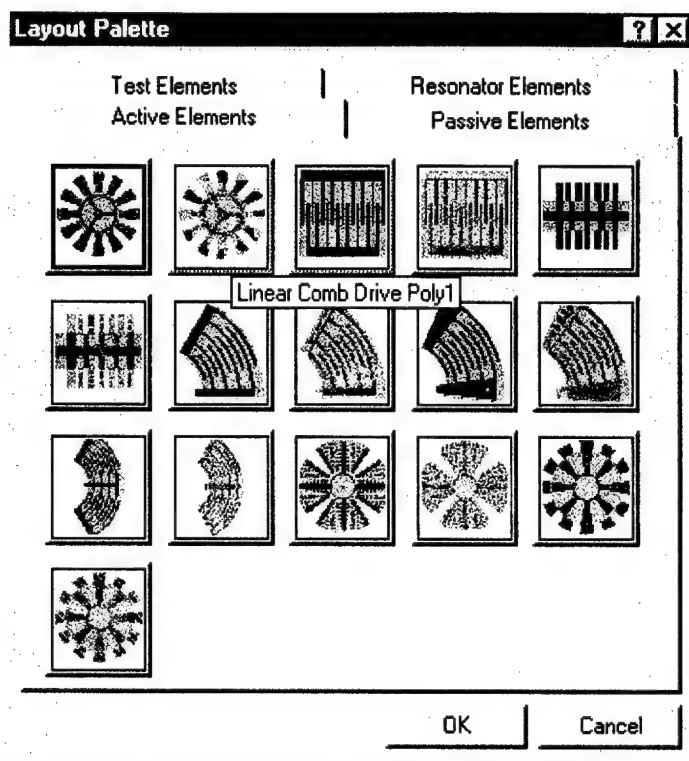 Layout Palette
Test Elements
Resonator Elements
Active Elements
Passive Elements
Linear Comb Drive Poly1
OK
Cancel